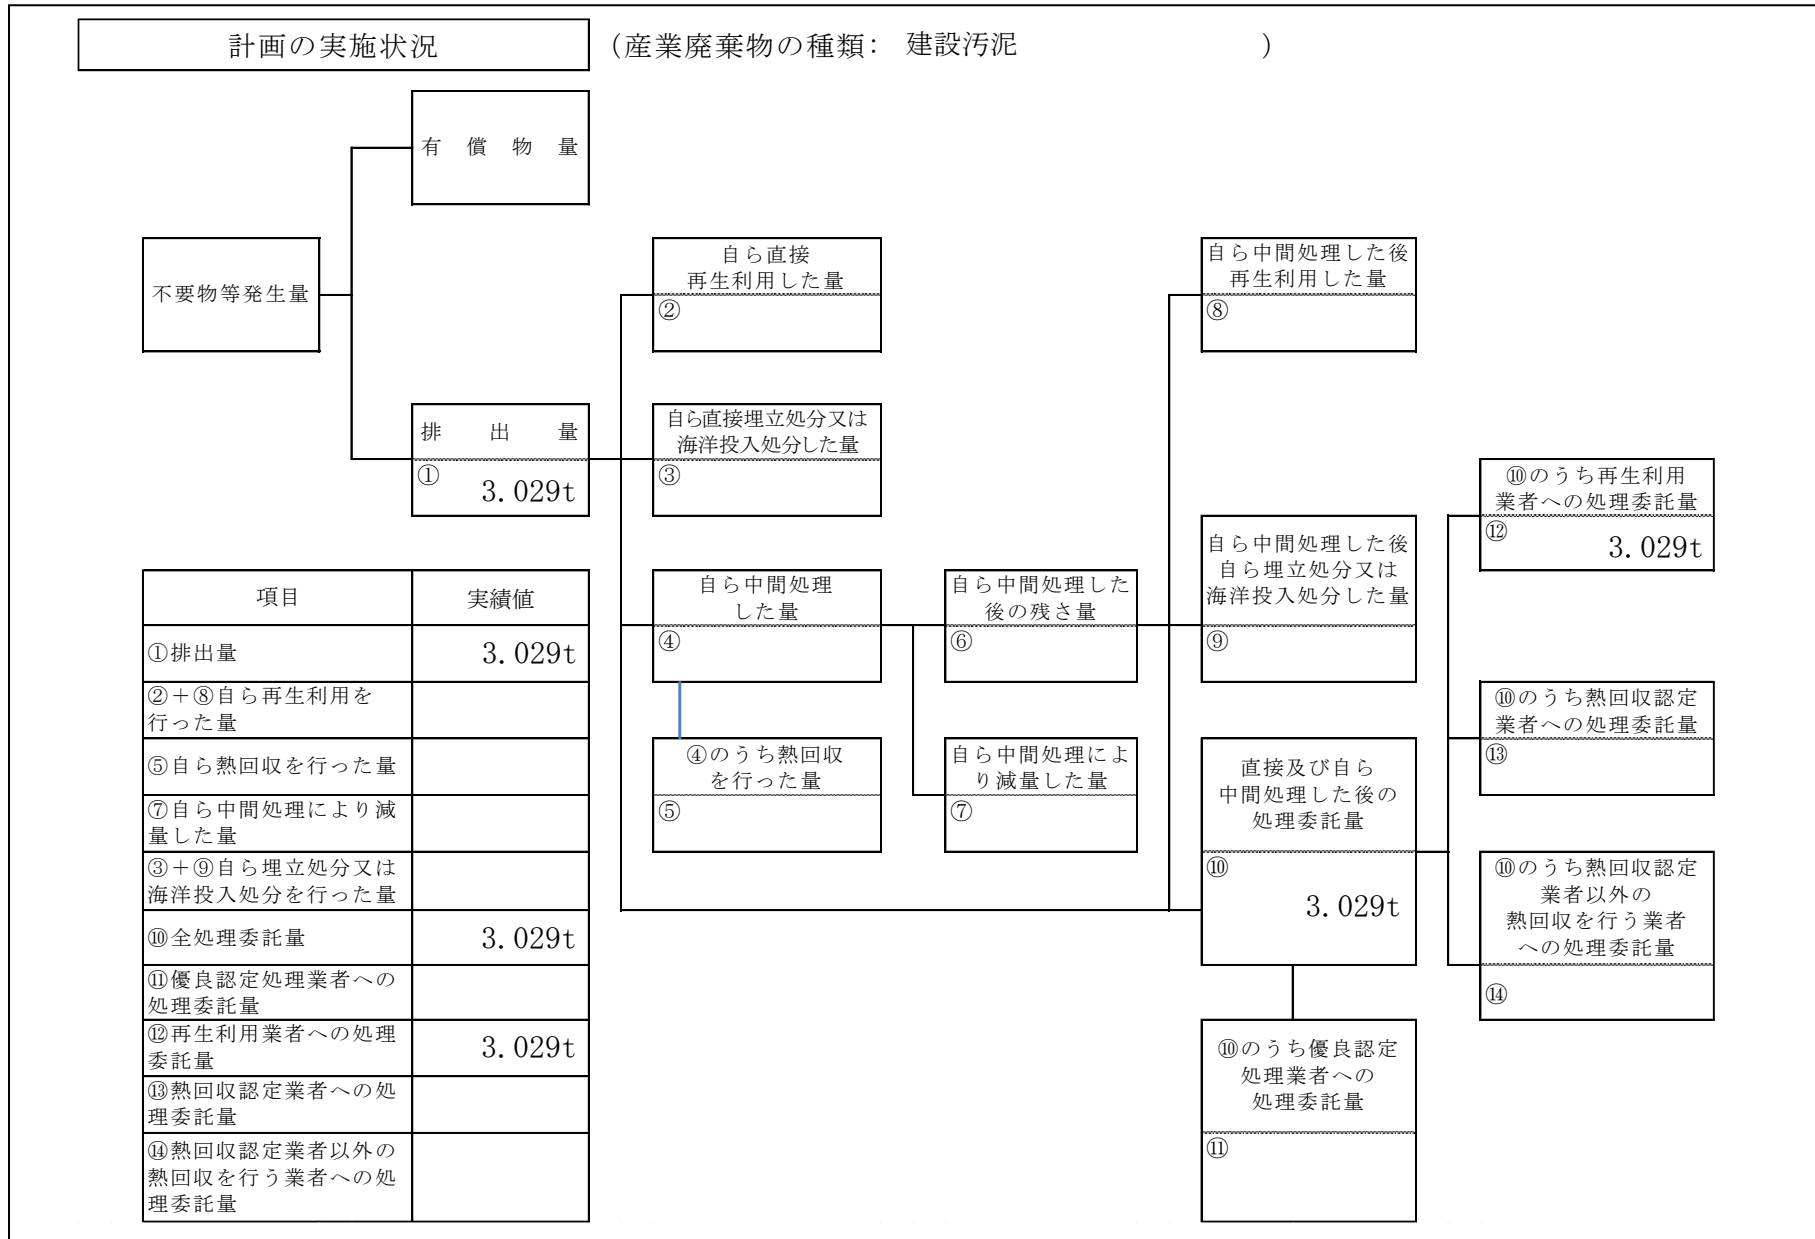 計画の実施状況
（産業廃棄物の種類： 建設汚泥 ）
有償物量
不要物等発生量
排出量
① 3.029t
自ら直接
再生利用した量
②
自ら直接埋立処分又は
海洋投入処分した量
③
自ら中間処理
した量
④
④のうち熱回収
を行った量
⑤
自ら中間処理した
後の残さ量
⑥
自ら中間処理によ
り減量した量
⑦
自ら中間処理した後
再生利用した量
⑧
自ら中間処理した後
自ら埋立処分又は
海洋投入処分した量
⑨
直接及び自ら
中間処理した後の
処理委託量
⑩
3.029t
⑩のうち優良認定
処理業者への
処理委託量
⑪
⑩のうち再生利用
業者への処理委託量
⑫
3.029t
⑩のうち熱回収認定
業者への処理委託量
⑬
⑩のうち熱回収認定
業者以外の
熱回収を行う業者
への処理委託量
⑭
項目 実績値
①排出量 3.029t
②＋⑧自ら再生利用を
行った量
⑤自ら熱回収を行った量
⑦自ら中間処理により減
量した量
③＋⑨自ら埋立処分又は
海洋投入処分を行った量
⑩全処理委託量 3.029t
⑪優良認定処理業者への
処理委託量
⑫再生利用業者への処理
委託量 3.029t
⑬熱回収認定業者への処
理委託量
⑭熱回収認定業者以外の
熱回収を行う業者への処
理委託量